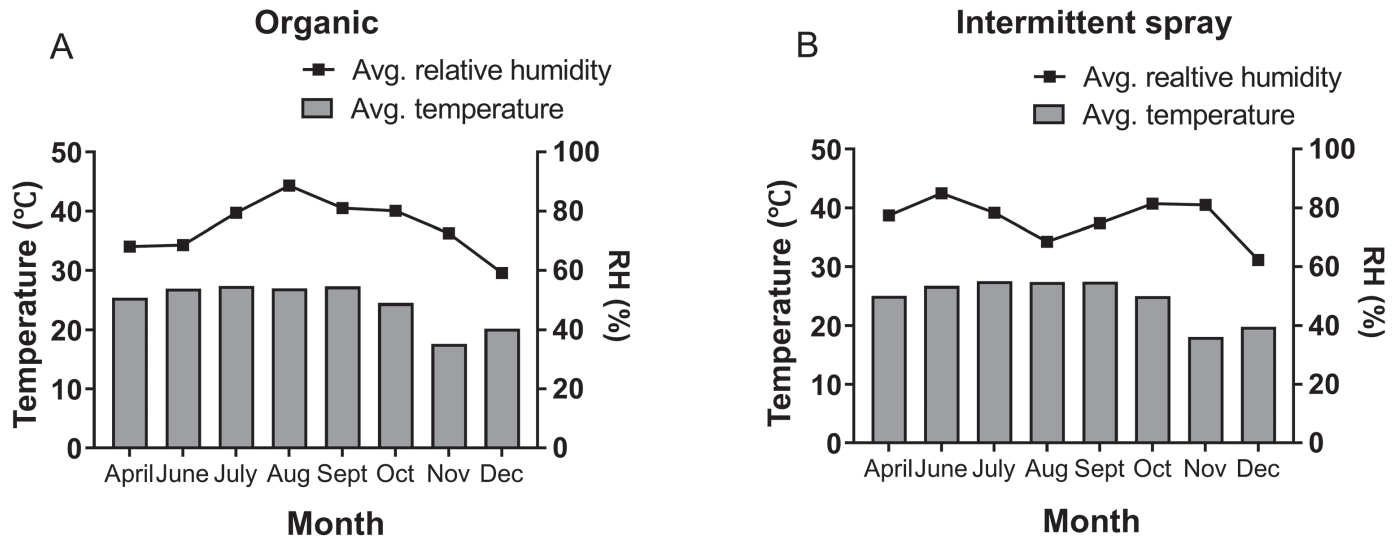 Organic
A
Avg. relative humidity
Avg. temperature
50
40
30
20
10
0
Temperature (°C)
100
80
60
40
20
0
RH (%)
April June July Aug Sept Oct Nov Dec
Month
Intermittent spray
B
Avg. realtive humidity
Avg. temperature
50
40
30
20
10
0
Temperature (°C)
100
80
60
40
20
0
RH (%)
April June July Aug Sept Oct Nov Dec
Month